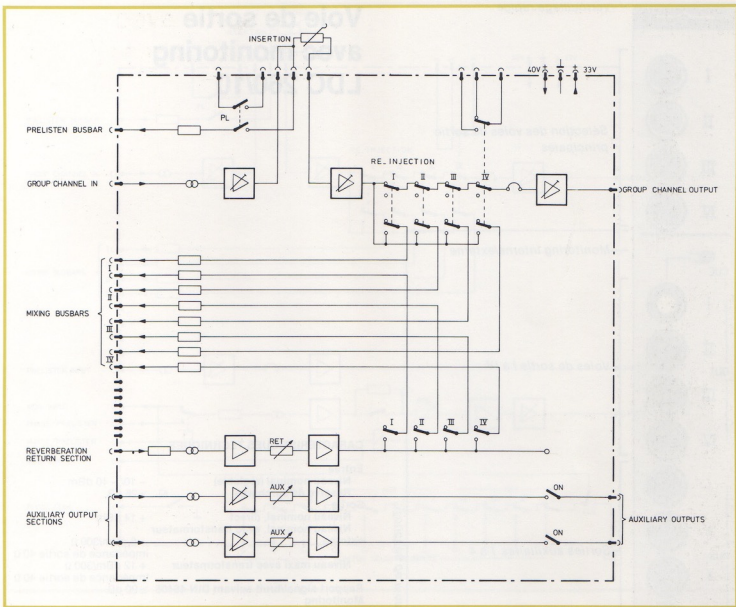 Voie de sortie
avec monitoring
INSERTION
40V + + 33V
PL
PRELISTEN BUSBAR
RE_INJECTION
GROUP CHANNEL IN
I II III IV
GROUP CHANNEL OUTPUT
I
II
MIXING BUSBARS
III
IV
I II III IV
REVERBERATION
RETURN SECTION
RET
AUX
ON
AUXILIARY OUTPUT
SECTIONS
AUXILIARY OUTPUTS
AUX
ON